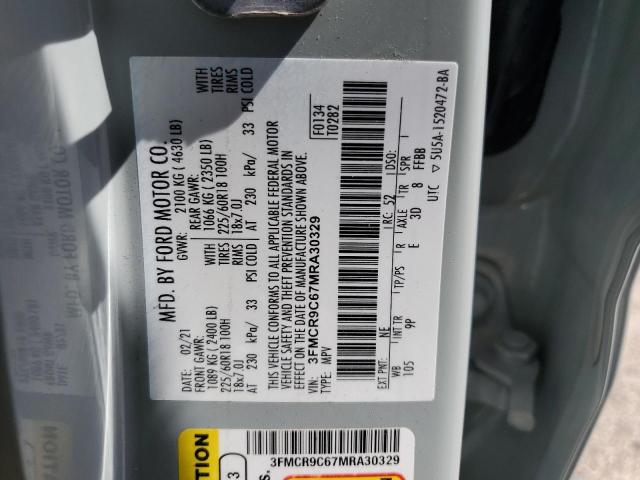 MFD. BY FORD MOTOR CO.
DATE: 02/21 GVWR: 2100 KG ( 4630 LB)
FRONT GAWR: REAR GAWR: WITH
1089 KG ( 2400 LB) 1066 KG ( 2350 LB) TIRES
225/60R18 100H TIRES 225/60R18 100H RIMS
18x7.0J RIMS 18x7.0J
AT 230 kPa/ 33 PSI COLD AT 230 kPa/ 33 PSI COLD
THIS VEHICLE CONFORMS TO ALL APPLICABLE FEDERAL MOTOR
VEHICLE SAFETY AND THEFT PREVENTION STANDARDS IN
EFFECT ON THE DATE OF MANUFACTURE SHOWN ABOVE.
VIN: 3FMCR9C67MRA30329 F0134
TYPE: MPV T0282
EXT PNT: NE RC: 52 DSO:
WB INT TR TP/PS R AXLE TR SPR
105 9P E 3D 8 FFBB
UTC 5U5A-1520472-BA
3FMCR9C67MRA30329
3